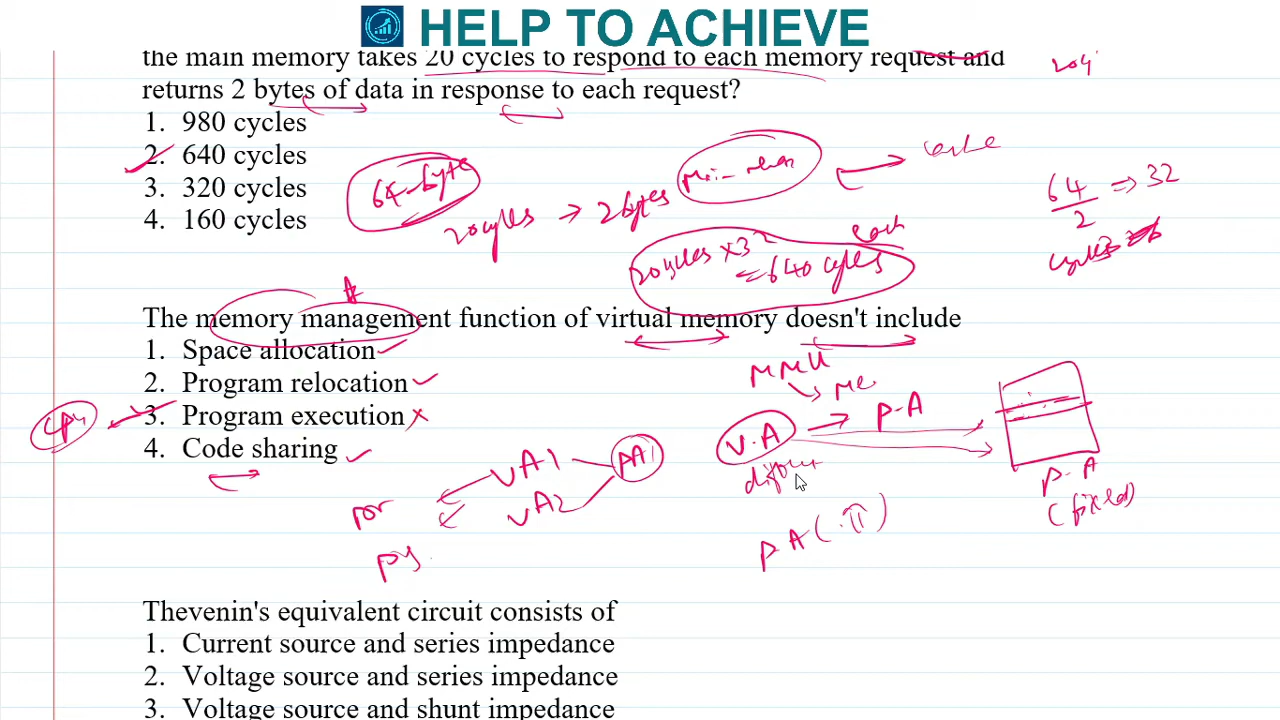 HELP TO ACHIEVE
the main memory takes 20 cycles to respond to each memory request and
returns 2 bytes of data in response to each request?
1. 980 cycles
2. 640 cycles
3. 320 cycles
4. 160 cycles
64-byte
20 cycles → 2 bytes
cache
64/2 ⇒ 32
20 cycles × 32
= 640 cycles
The memory management function of virtual memory doesn't include
1. Space allocation
2. Program relocation
3. Program execution
4. Code sharing
MMU
V.A → P.A
VA1
VA2
PA1
P.A
(fixed)
Thevenin's equivalent circuit consists of
1. Current source and series impedance
2. Voltage source and series impedance
3. Voltage source and shunt impedance